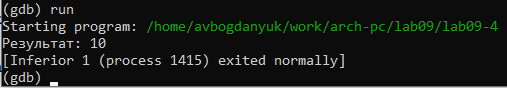 (gdb) run
Starting program: /home/avbogdanyuk/work/arch-pc/lab09/lab09-4
Результат: 10
[Inferior 1 (process 1415) exited normally]
(gdb)